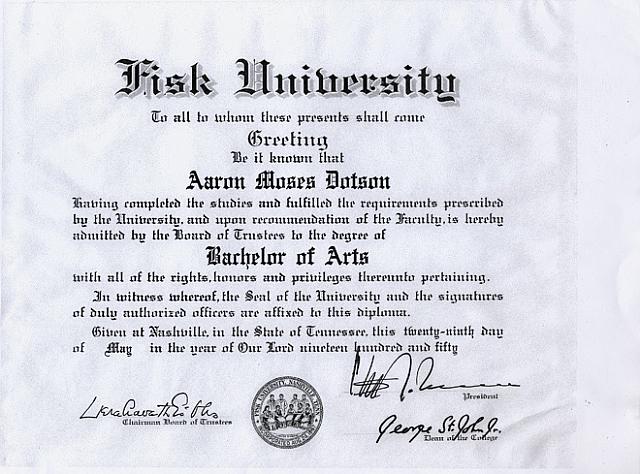 Fisk University
To all to whom these presents shall come
Greeting
Be it known that
Aaron Moses Dotson
Having completed the studies and fulfilled the requirements prescribed
by the University, and upon recommendation of the Faculty, is hereby
admitted by the Board of Trustees to the degree of
Bachelor of Arts
with all of the rights, honors and privileges thereunto pertaining.
In witness whereof, the Seal of the University and the signatures
of duly authorized officers are affixed to this diploma.
Given at Nashville, in the State of Tennessee, this twenty-ninth day
of May in the year of Our Lord nineteen hundred and fifty
President
Chairman Board of Trustees
FISK UNIVERSITY, NASHVILLE, TENN.
George St. John Jr.
Dean of the College